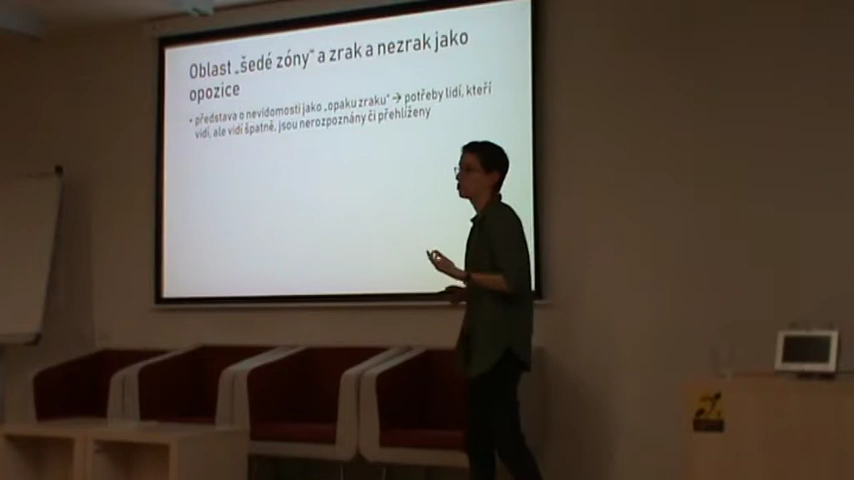 Oblast „šedé zóny“ a zrak a nezrak jako
opozice
• představa o nevidomosti jako „opaku zraku“ → potřeby lidí, kteří
vidí, ale vidí špatně, jsou nerozpoznány či přehlíženy